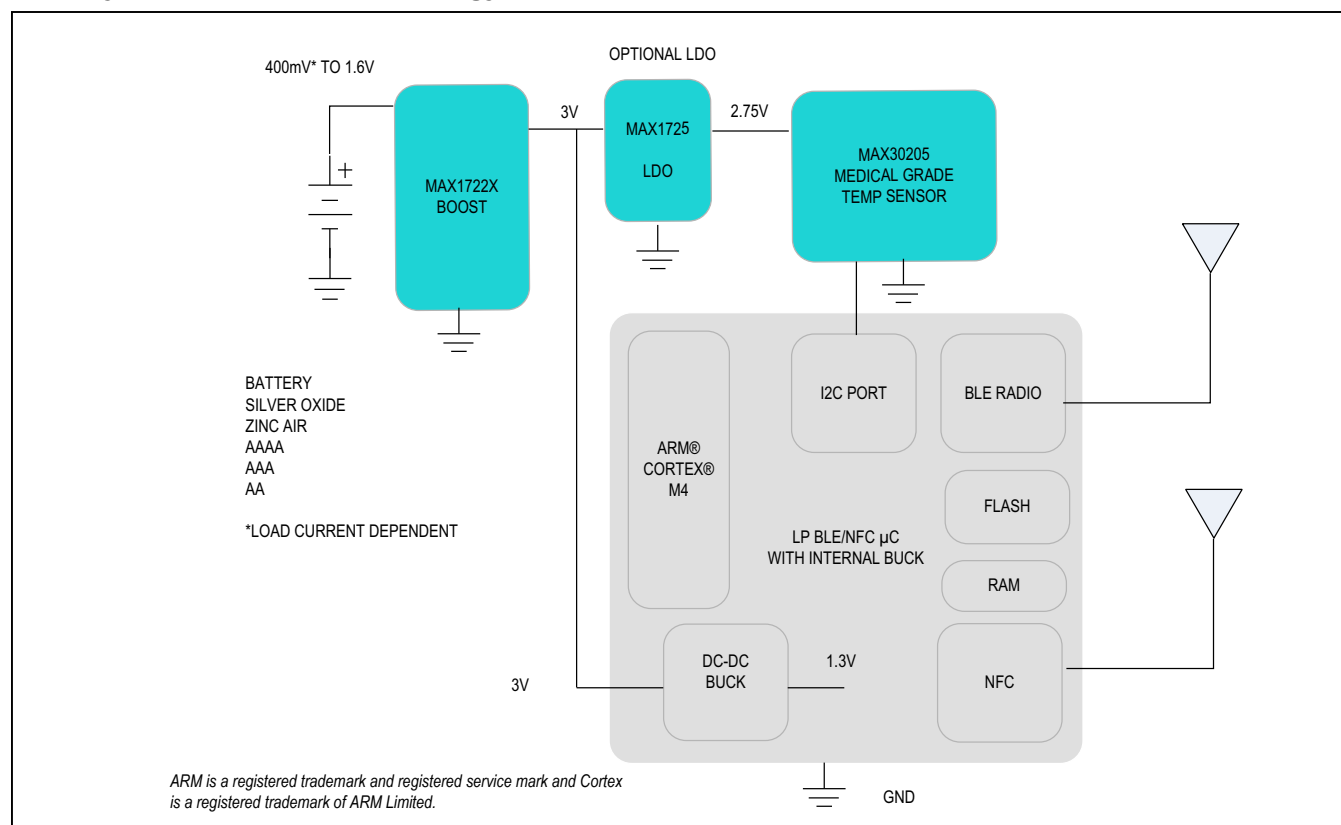 OPTIONAL LDO
400mV* TO 1.6V
3V
MAX1725
LDO
2.75V
MAX30205
MEDICAL GRADE
TEMP SENSOR
MAX1722X
BOOST
+
BATTERY
SILVER OXIDE
ZINC AIR
AAAA
AAA
AA
*LOAD CURRENT DEPENDENT
ARM®
CORTEX®
M4
I2C PORT
BLE RADIO
FLASH
LP BLE/NFC µC
WITH INTERNAL BUCK
RAM
3V
DC-DC
BUCK
1.3V
NFC
GND
ARM is a registered trademark and registered service mark and Cortex
is a registered trademark of ARM Limited.